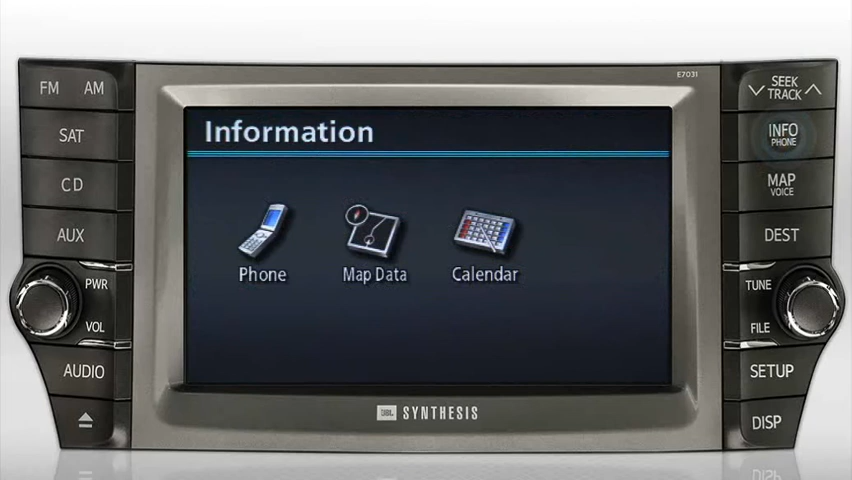 E7031
FM AM
SAT
CD
AUX
PWR
VOL
AUDIO
Information
Phone
Map Data
Calendar
JBL SYNTHESIS
SEEK
TRACK
INFO
PHONE
MAP
VOICE
DEST
TUNE
FILE
SETUP
DISP